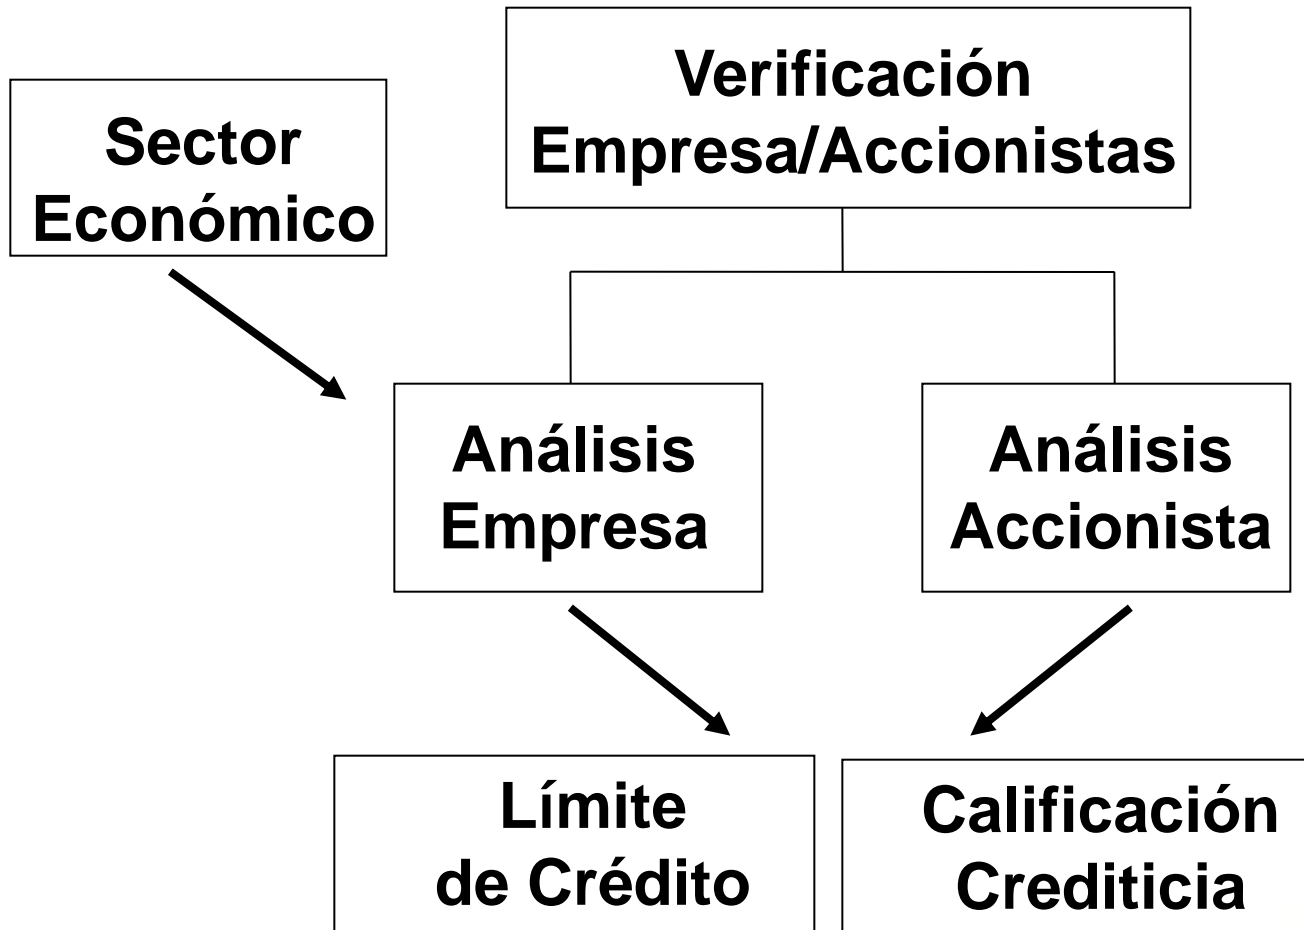 Sector
Económico
Verificación
Empresa/Accionistas
Análisis
Empresa
Análisis
Accionista
Límite
de Crédito
Calificación
Crediticia